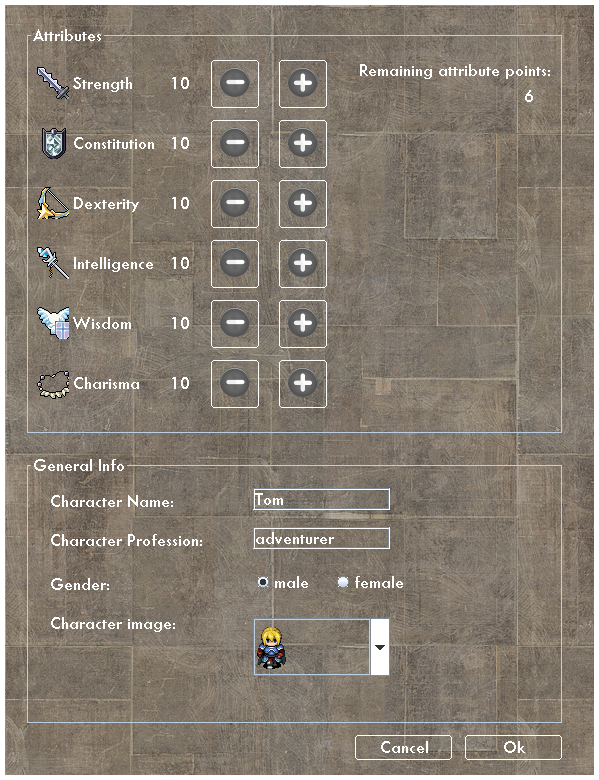 Attributes
Strength 10
Remaining attribute points:
6
Constitution 10
Dexterity 10
Intelligence 10
Wisdom 10
Charisma 10
General Info
Character Name: Tom
Character Profession: adventurer
Gender: male female
Character image:
Cancel Ok